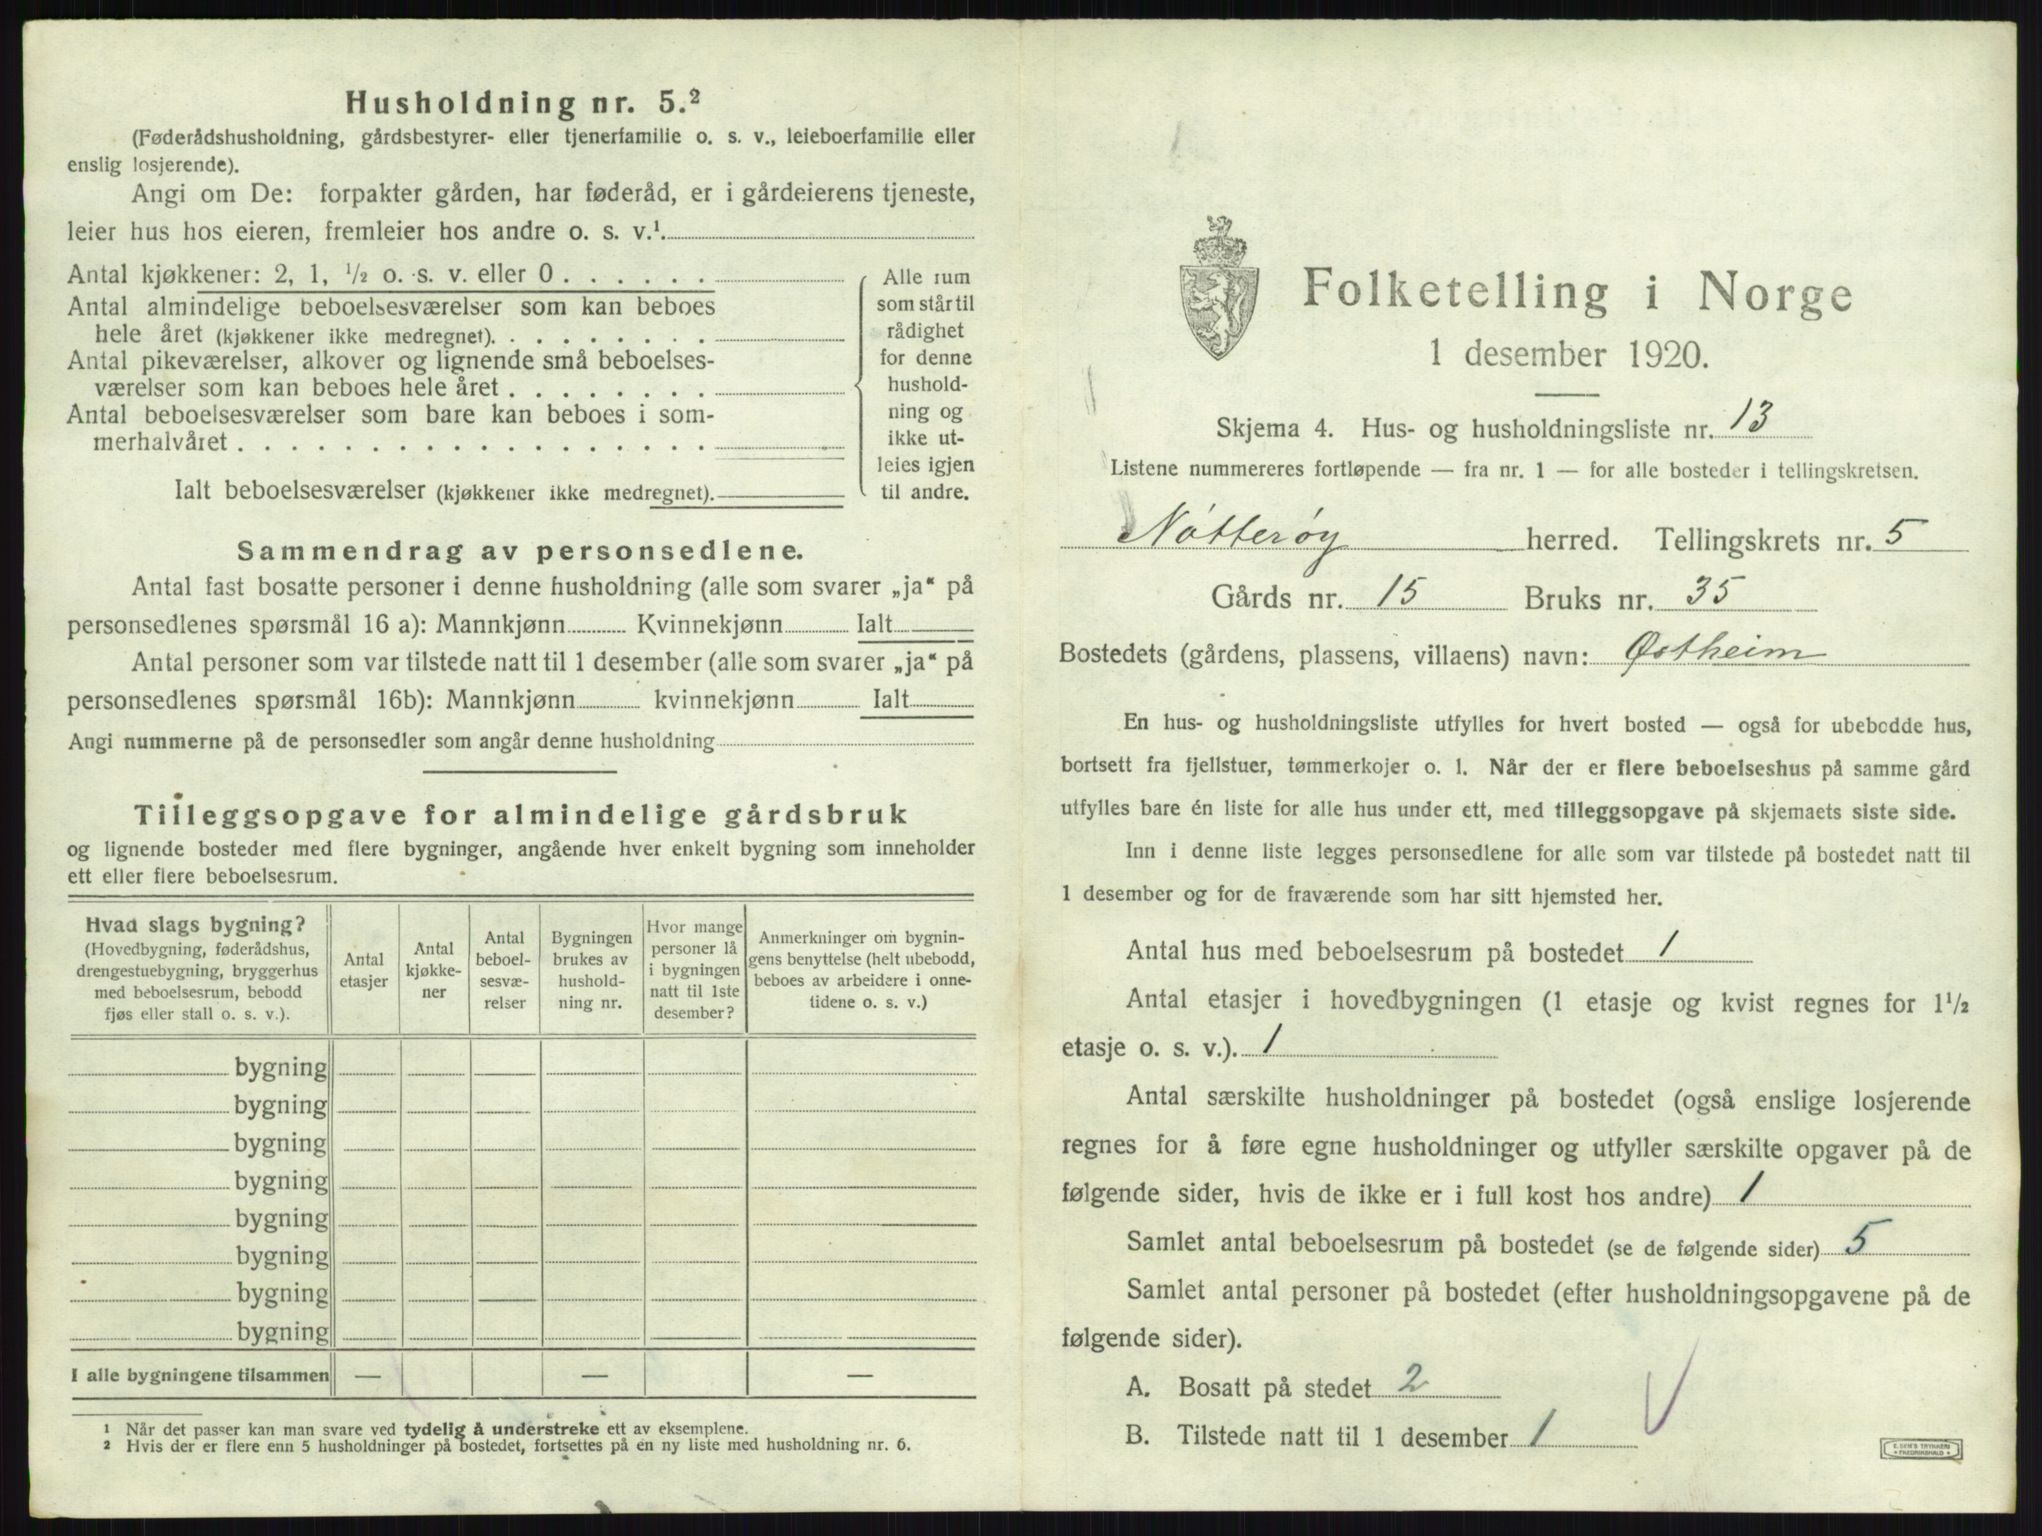 Husholdning nr. 5.²
(Føderådshusholdning, gårdsbestyrer- eller tjenerfamilie o. s. v., leieboerfamilie eller
enslig losjerende).
Angi om De: forpakter gården, har føderåd, er i gårdeierens tjeneste,
leier hus hos eieren, fremleier hos andre o. s. v.¹
Antal kjøkkener: 2, 1, ½ o. s. v. eller 0 . . . . . .
Antal almindelige beboelsesværelser som kan beboes
hele året (kjøkkener ikke medregnet). . . . . . . . .
Antal pikeværelser, alkover og lignende små beboelses-
værelser som kan beboes hele året . . . . . . . .
Antal beboelsesværelser som bare kan beboes i som-
merhalvåret . . . . . . . . . . . . . . . . . .
Ialt beboelsesværelser (kjøkkener ikke medregnet).
Alle rum
som står til
rådighet
for denne
hushold-
ning og
ikke ut-
leies igjen
til andre.
Sammendrag av personsedlene.
Antal fast bosatte personer i denne husholdning (alle som svarer „ja“ på
personsedlenes spørsmål 16 a): Mannkjønn Kvinnekjønn Ialt
Antal personer som var tilstede natt til 1 desember (alle som svarer „ja“ på
personsedlenes spørsmål 16b): Mannkjønn kvinnekjønn Ialt
Angi nummerne på de personsedler som angår denne husholdning
Tilleggsopgave for almindelige gårdsbruk
og lignende bosteder med flere bygninger, angående hver enkelt bygning som inneholder
ett eller flere beboelsesrum.
Hvad slags bygning?
(Hovedbygning, føderådshus,
drengestuebygning, bryggerhus
med beboelsesrum, bebodd
fjøs eller stall o. s. v.).
Antal
etasjer
Antal
kjøkke-
ner
Antal
beboel-
sesvæ-
relser
Bygningen
brukes av
hushold-
ning nr.
Hvor mange
personer lå
i bygningen
natt til 1ste
desember?
Anmerkninger om bygnin-
gens benyttelse (helt ubebodd,
beboes av arbeidere i onne-
tidene o. s. v.)
bygning
bygning
bygning
bygning
bygning
bygning
bygning
bygning
I alle bygningene tilsammen — — —
¹ Når det passer kan man svare ved tydelig å understreke ett av eksemplene.
² Hvis der er flere enn 5 husholdninger på bostedet, fortsettes på en ny liste med husholdning nr. 6.
Folketelling i Norge
1 desember 1920.
Skjema 4. Hus- og husholdningsliste nr. 13
Listene nummereres fortløpende — fra nr. 1 — for alle bosteder i tellingskretsen.
Nøtterøy herred. Tellingskrets nr. 5
Gårds nr. 15 Bruks nr. 35
Bostedets (gårdens, plassens, villaens) navn: Østheim
En hus- og husholdningsliste utfylles for hvert bosted — også for ubebodde hus,
bortsett fra fjellstuer, tømmerkojer o. l. Når der er flere beboelseshus på samme gård
utfylles bare én liste for alle hus under ett, med tilleggsopgave på skjemaets siste side.
Inn i denne liste legges personsedlene for alle som var tilstede på bostedet natt til
1 desember og for de fraværende som har sitt hjemsted her.
Antal hus med beboelsesrum på bostedet 1
Antal etasjer i hovedbygningen (1 etasje og kvist regnes for 1½
etasje o. s. v.). 1
Antal særskilte husholdninger på bostedet (også enslige losjerende
regnes for å føre egne husholdninger og utfyller særskilte opgaver på de
følgende sider, hvis de ikke er i full kost hos andre) 1
Samlet antal beboelsesrum på bostedet (se de følgende sider) 5
Samlet antal personer på bostedet (efter husholdningsopgavene på de
følgende sider).
A. Bosatt på stedet 2
B. Tilstede natt til 1 desember 1